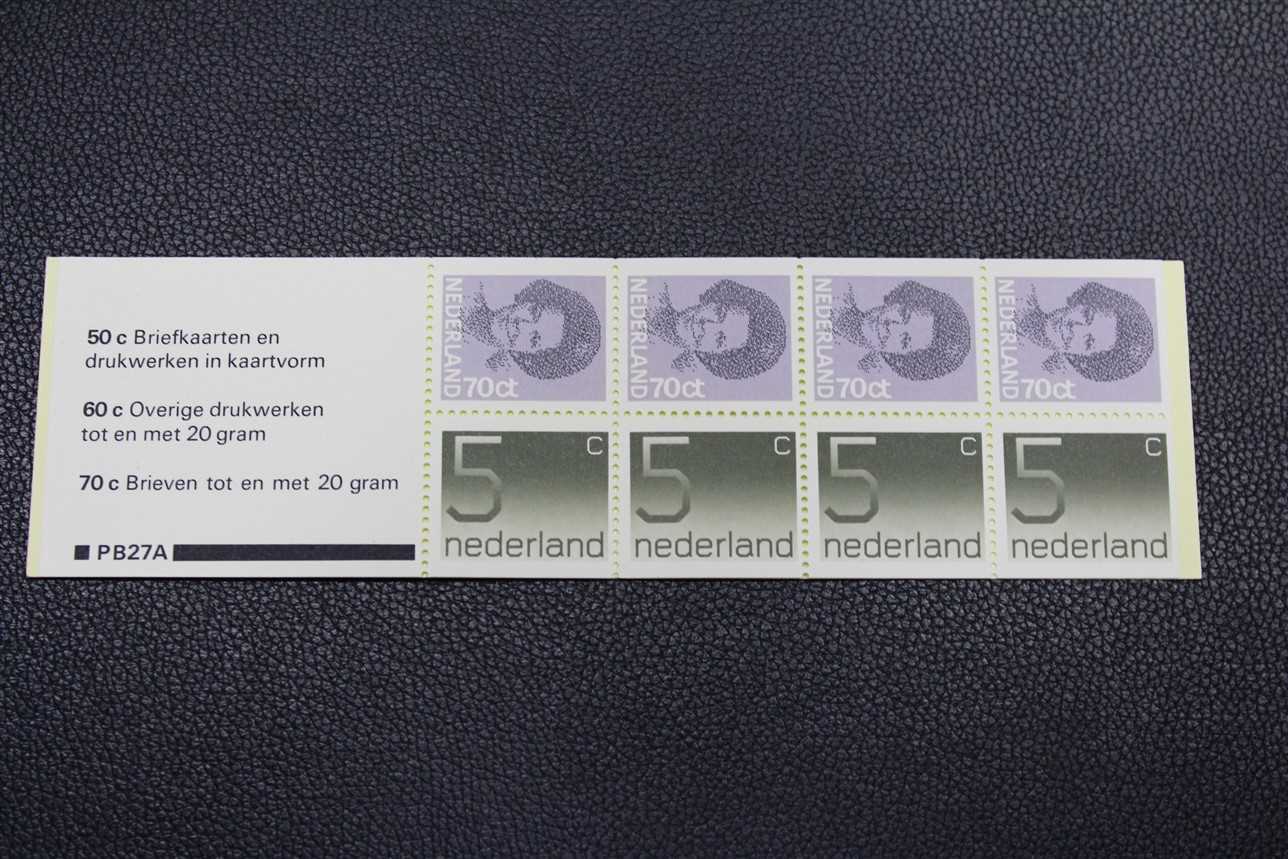 50 c Briefkaarten en
drukwerken in kaartvorm
60 c Overige drukwerken
tot en met 20 gram
70 c Brieven tot en met 20 gram
PB27A
NEDERLAND 70ct
NEDERLAND 70ct
NEDERLAND 70ct
NEDERLAND 70ct
5 c
nederland
5 c
nederland
5 c
nederland
5 c
nederland